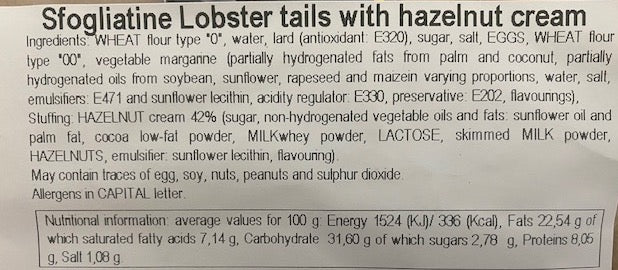 Sfogliatine Lobster tails with hazelnut cream
Ingredients: WHEAT flour type "0", water, lard (antioxidant: E320), sugar, salt, EGGS, WHEAT flour
type "00", vegetable margarine (partially hydrogenated fats from palm and coconut, partially
hydrogenated oils from soybean, sunflower, rapeseed and maizein varying proportions, water, salt,
emulsifiers: E471 and sunflower lecithin, acidity regulator: E330, preservative: E202, flavourings),
Stuffing: HAZELNUT cream 42% (sugar, non-hydrogenated vegetable oils and fats: sunflower oil and
palm fat, cocoa low-fat powder, MILKwhey powder, LACTOSE, skimmed MILK powder,
HAZELNUTS, emulsifier: sunflower lecithin, flavouring).
May contain traces of egg, soy, nuts, peanuts and sulphur dioxide.
Allergens in CAPITAL letter.
Nutritional information: average values for 100 g: Energy 1524 (KJ)/ 336 (Kcal), Fats 22,54 g of
which saturated fatty acids 7,14 g, Carbohydrate 31,60 g of which sugars 2,78 g, Proteins 8,05
g, Salt 1,08 g.